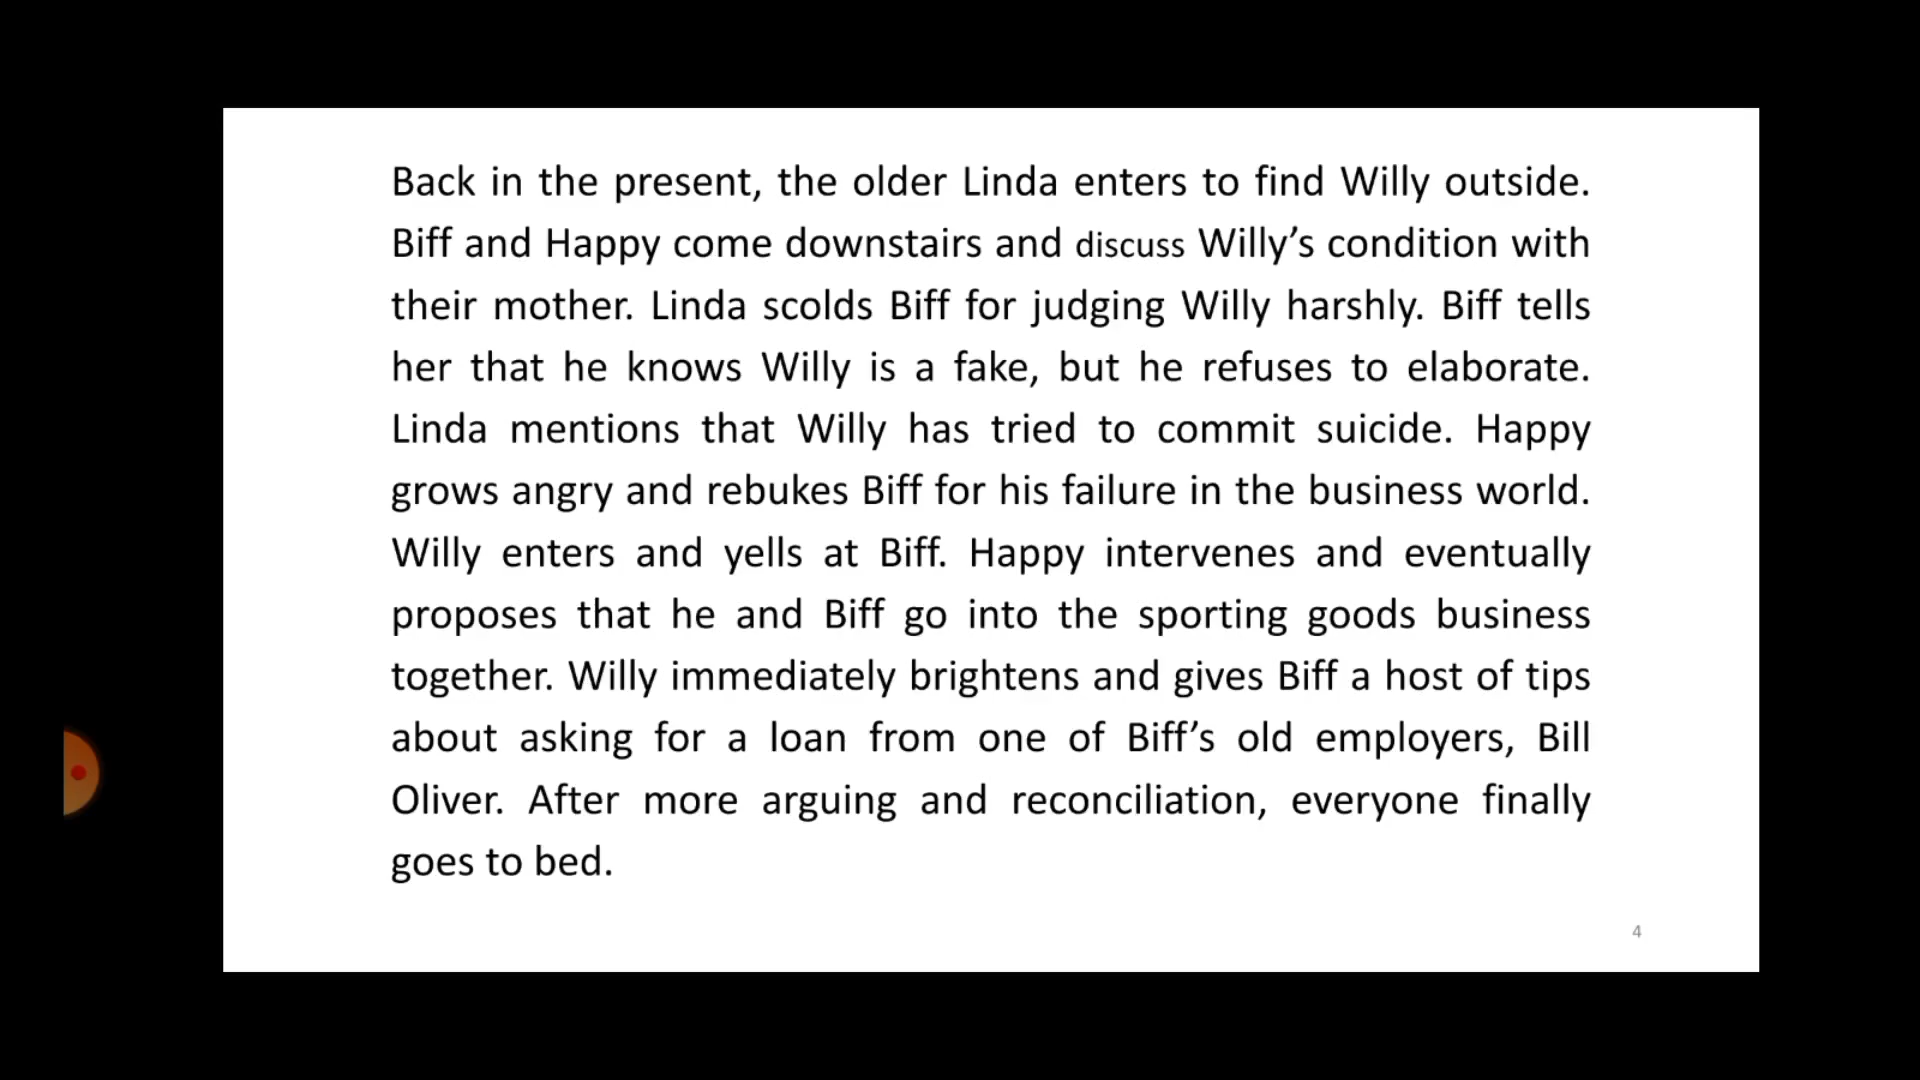 Back in the present, the older Linda enters to find Willy outside.
Biff and Happy come downstairs and discuss Willy’s condition with
their mother. Linda scolds Biff for judging Willy harshly. Biff tells
her that he knows Willy is a fake, but he refuses to elaborate.
Linda mentions that Willy has tried to commit suicide. Happy
grows angry and rebukes Biff for his failure in the business world.
Willy enters and yells at Biff. Happy intervenes and eventually
proposes that he and Biff go into the sporting goods business
together. Willy immediately brightens and gives Biff a host of tips
about asking for a loan from one of Biff’s old employers, Bill
Oliver. After more arguing and reconciliation, everyone finally
goes to bed.
4